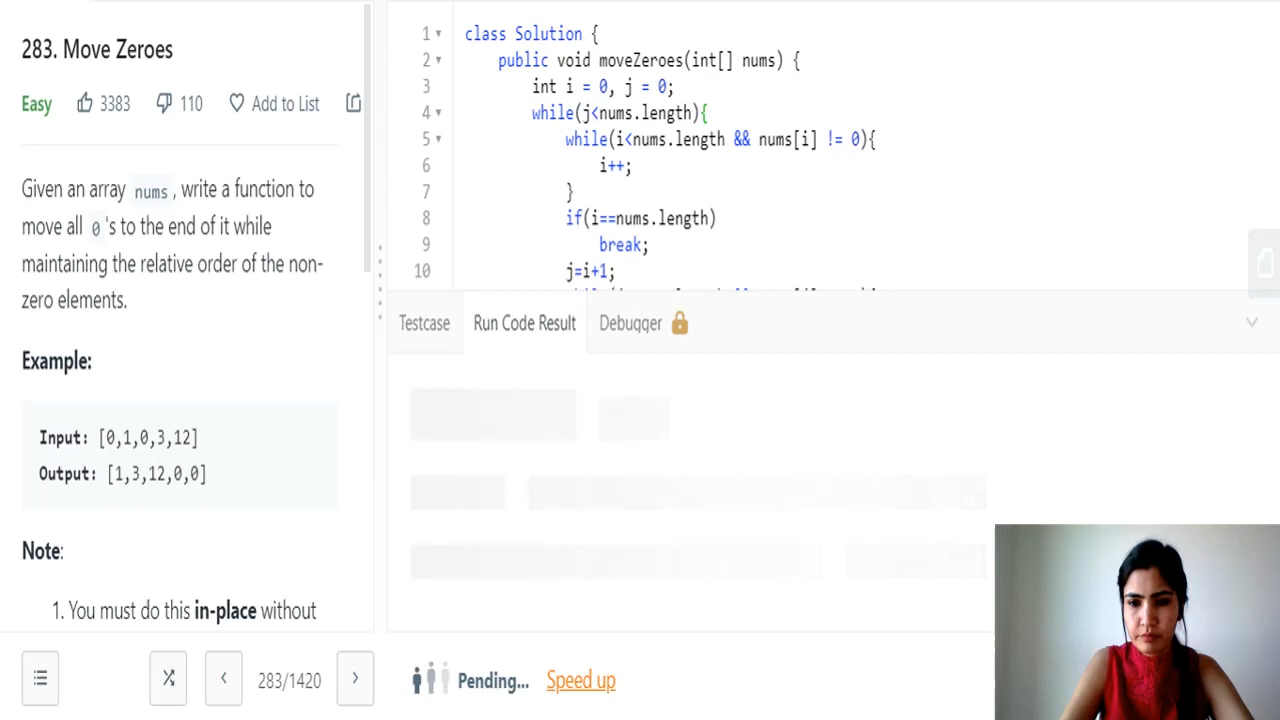 283. Move Zeroes
Easy 3383 110 Add to List
Given an array nums, write a function to
move all 0 's to the end of it while
maintaining the relative order of the non-
zero elements.
Example:
Input: [0,1,0,3,12]
Output: [1,3,12,0,0]
Note:
1. You must do this in-place without
283/1420
1 class Solution {
2 public void moveZeroes(int[] nums) {
3 int i = 0, j = 0;
4 while(j<nums.length){
5 while(i<nums.length && nums[i] != 0){
6 i++;
7 }
8 if(i==nums.length)
9 break;
10 j=i+1;
Testcase Run Code Result Debugger
Pending... Speed up